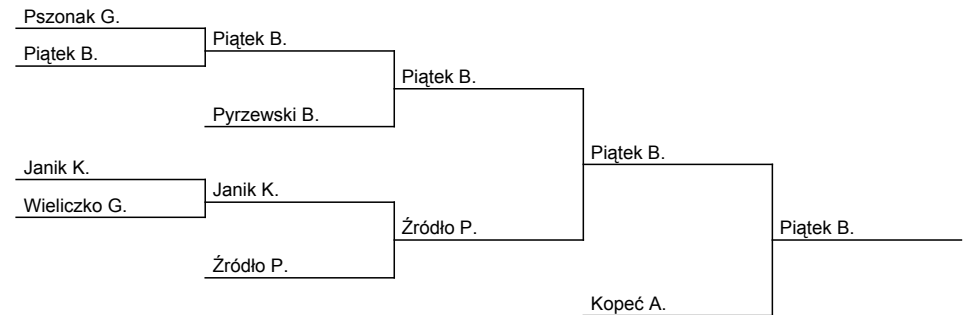 Pszonak G.
Piątek B.
Piątek B.
Piątek B.
Pyrzewski B.
Piątek B.
Janik K.
Janik K.
Wieliczko G.
Źródło P.
Piątek B.
Źródło P.
Kopeć A.